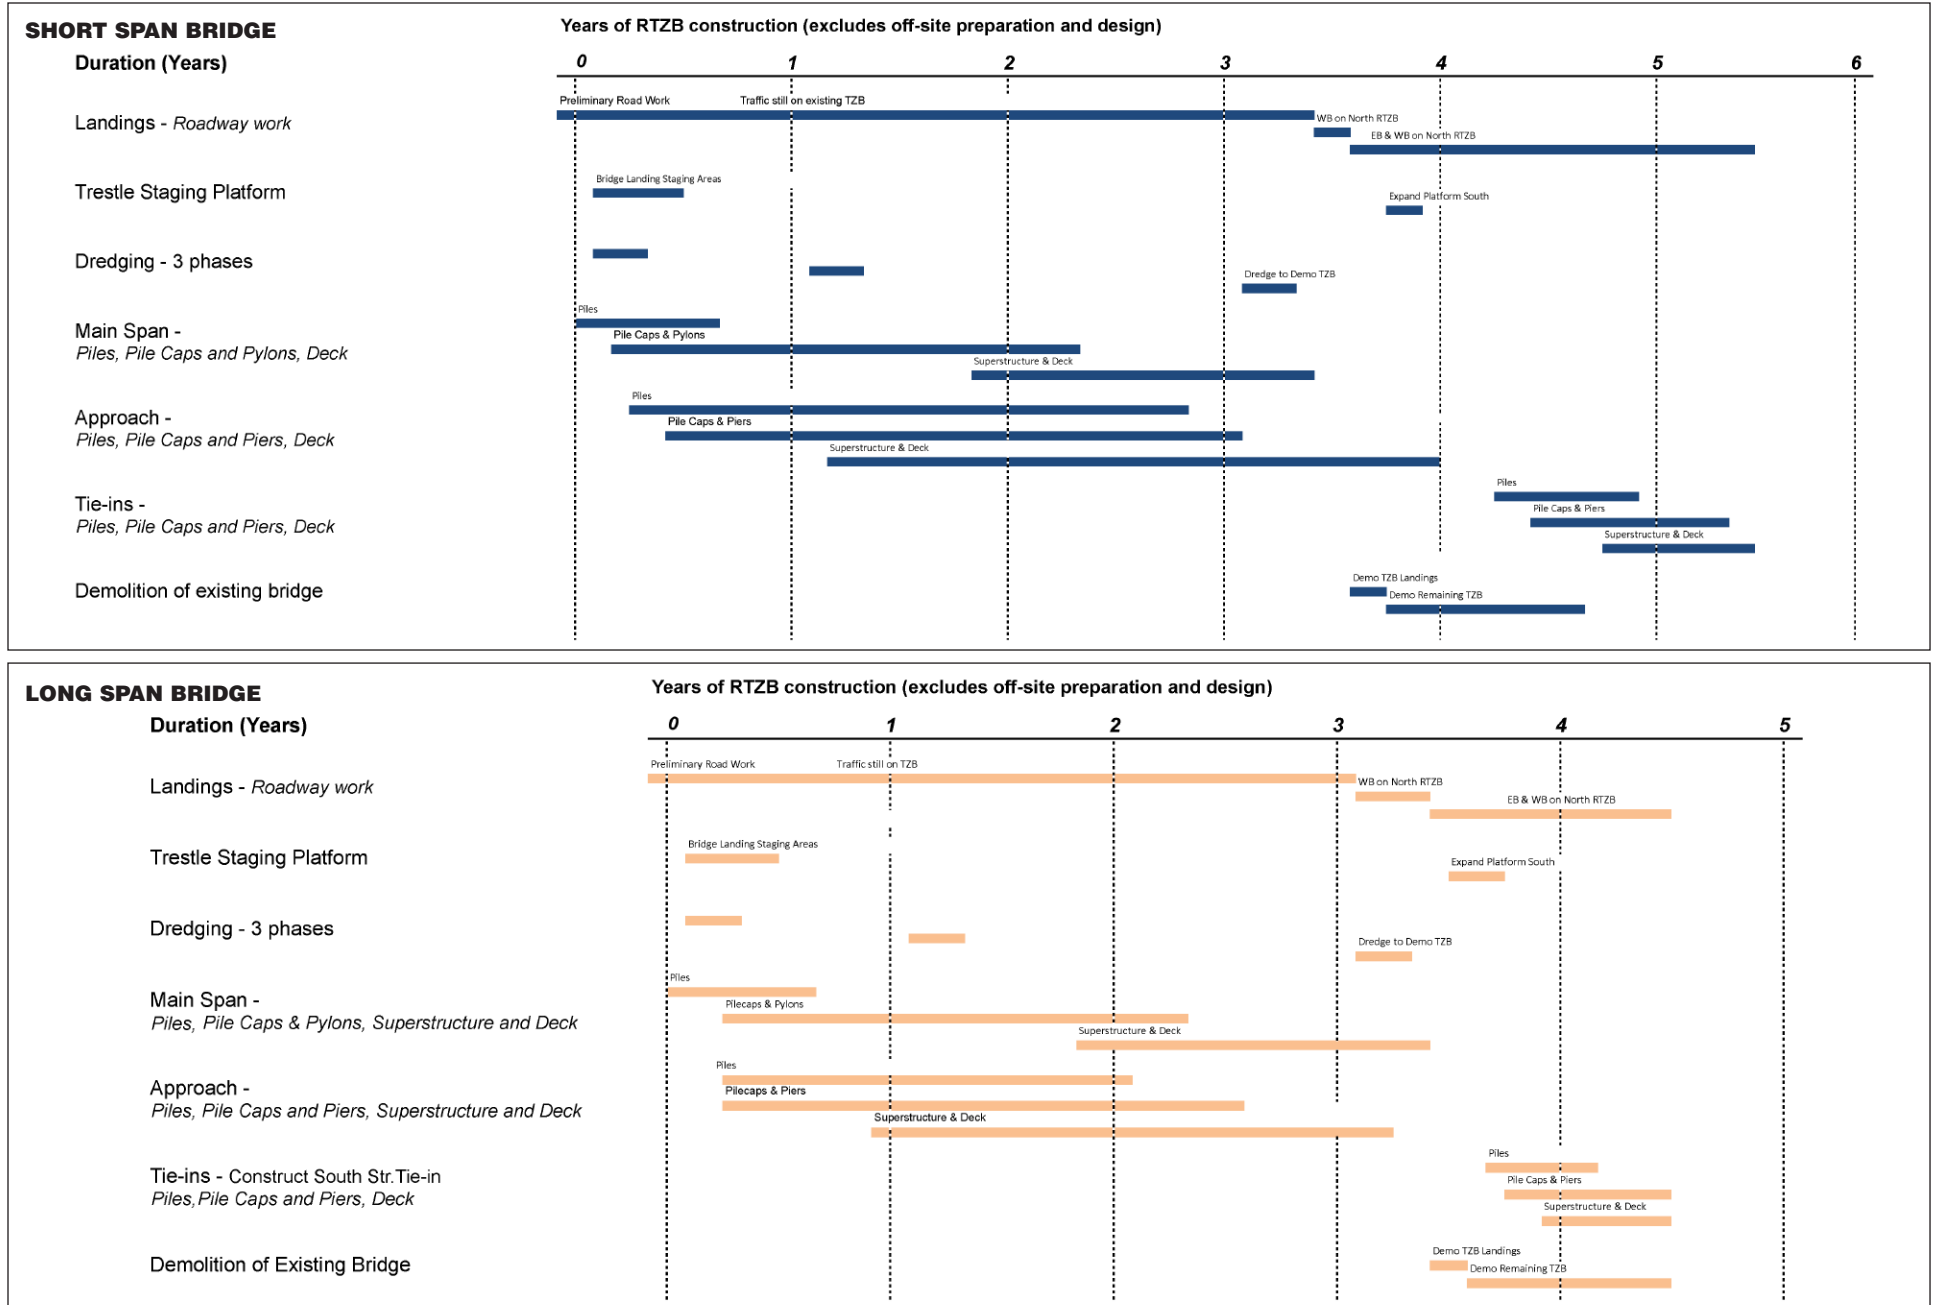 SHORT SPAN BRIDGE
Years of RTZB construction (excludes off-site preparation and design)
Duration (Years)
0 1 2 3 4 5 6
Preliminary Road Work Traffic still on existing TZB
Landings - Roadway work
WB on North RTZB
EB & WB on North RTZB
Bridge Landing Staging Areas
Trestle Staging Platform
Expand Platform South
Dredging - 3 phases
Dredge to Demo TZB
Piles
Main Span -
Pile Caps & Pylons
Piles, Pile Caps and Pylons, Deck
Superstructure & Deck
Piles
Approach -
Pile Caps & Piers
Piles, Pile Caps and Piers, Deck
Superstructure & Deck
Piles
Tie-ins -
Pile Caps & Piers
Piles, Pile Caps and Piers, Deck
Superstructure & Deck
Demo TZB Landings
Demolition of existing bridge
Demo Remaining TZB
LONG SPAN BRIDGE
Years of RTZB construction (excludes off-site preparation and design)
Duration (Years)
0 1 2 3 4 5
Preliminary Road Work Traffic still on TZB
Landings - Roadway work
WB on North RTZB
EB & WB on North RTZB
Bridge Landing Staging Areas
Trestle Staging Platform
Expand Platform South
Dredging - 3 phases
Dredge to Demo TZB
Piles
Main Span -
Pilecaps & Pylons
Piles, Pile Caps & Pylons, Superstructure and Deck
Superstructure & Deck
Piles
Approach -
Pilecaps & Piers
Piles, Pile Caps and Piers, Superstructure and Deck
Superstructure & Deck
Piles
Tie-ins - Construct South Str.Tie-in
Pile Caps & Piers
Piles,Pile Caps and Piers, Deck
Superstructure & Deck
Demo TZB Landings
Demolition of Existing Bridge
Demo Remaining TZB